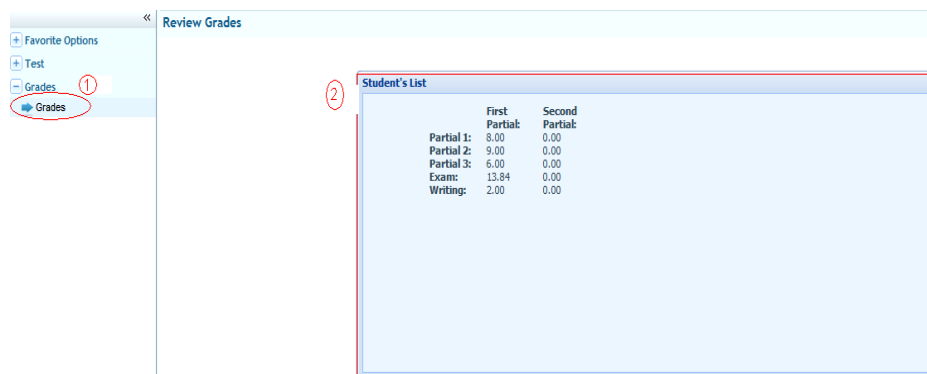 «
Review Grades
Favorite Options
Test
Grades
1
Grades
2
Student's List
First Second
Partial: Partial:
Partial 1: 8.00 0.00
Partial 2: 9.00 0.00
Partial 3: 6.00 0.00
Exam: 13.84 0.00
Writing: 2.00 0.00